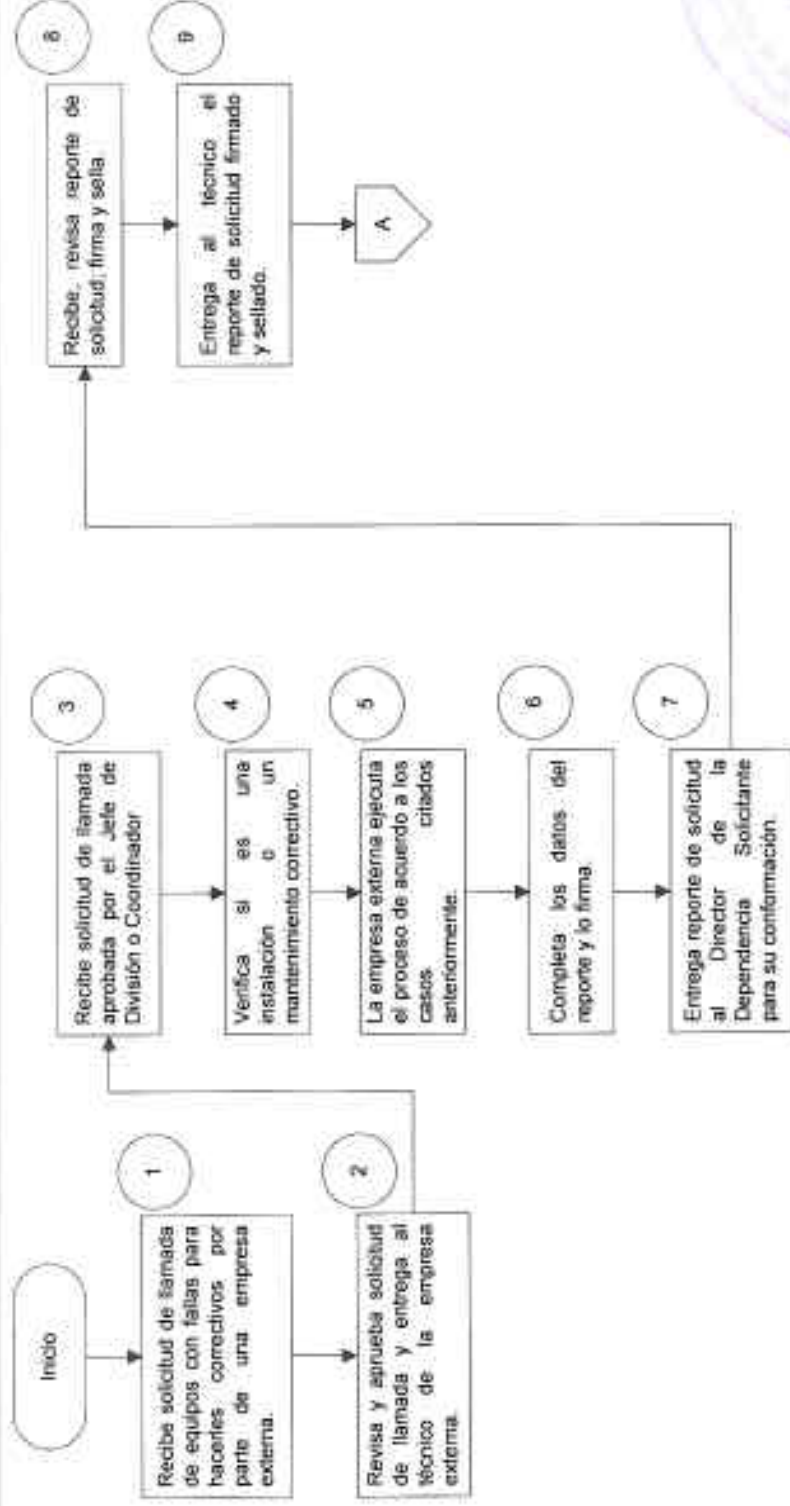 Inicio
1
Recibe solicitud de llamada
de equipos con fallas para
hacerles correctivos por
parte de una empresa
externa.
2
Revisa y aprueba solicitud
de llamada y entrega al
técnico de la empresa
externa.
3
Recibe solicitud de llamada
aprobada por el Jefe de
División o Coordinador
4
Verifica si es una
instalación o un
mantenimiento correctivo.
5
La empresa externa ejecuta
el proceso de acuerdo a los
casos citados
anteriormente.
6
Completa los datos del
reporte y lo firma.
7
Entrega reporte de solicitud
al Director de la
Dependencia Solicitante
para su conformación.
8
Recibe, revisa reporte de
solicitud; firma y sella.
9
Entrega al técnico el
reporte de solicitud firmado
y sellado.
A